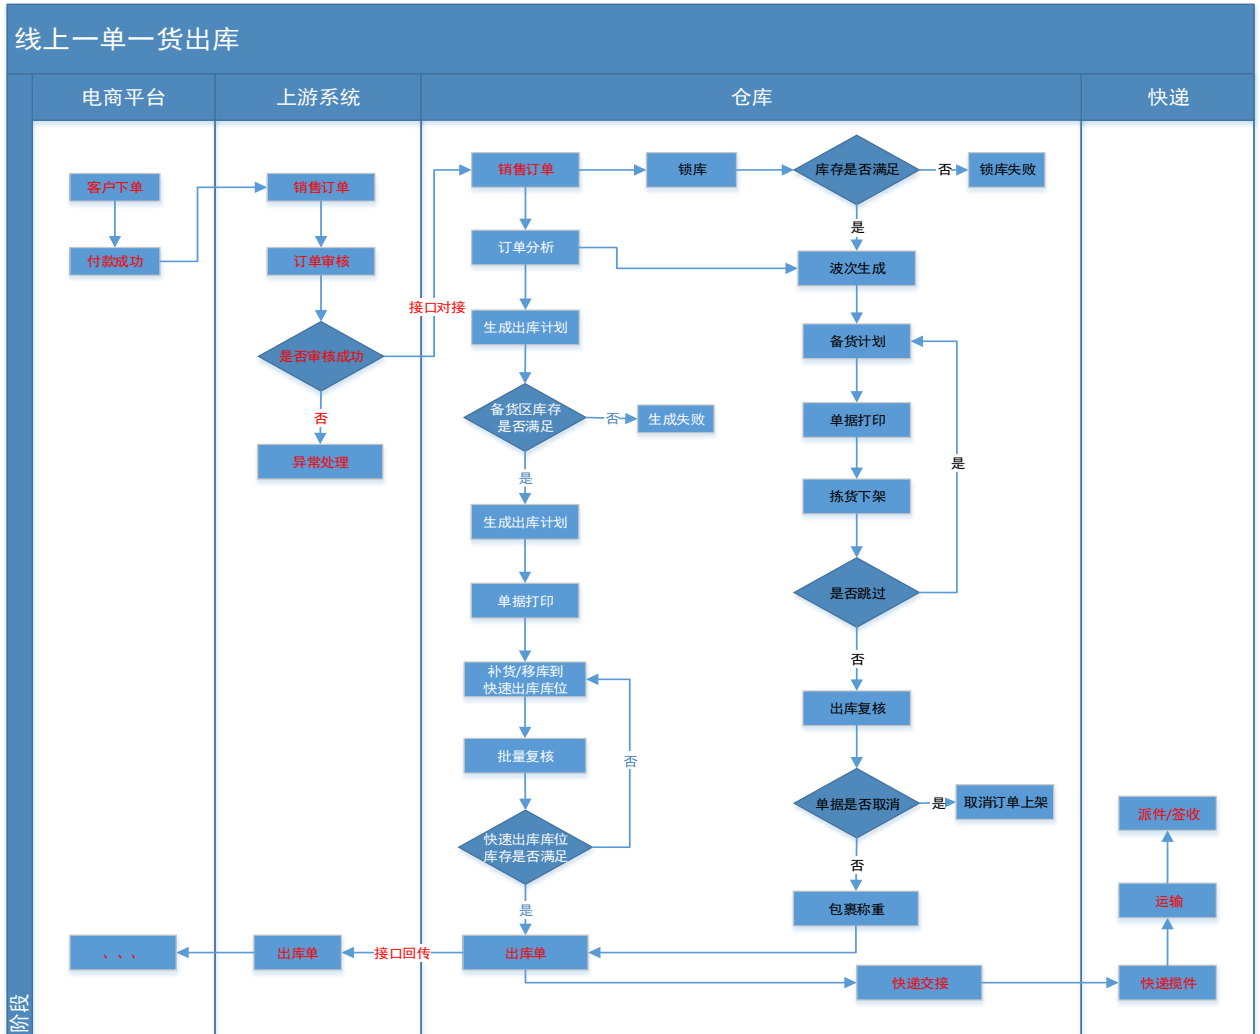 线上一单一货出库
电商平台
上游系统
仓库
快递
阶段
客户下单
付款成功
、、、
销售订单
订单审核
是否审核成功
否
异常处理
出库单
接口对接
接口回传
销售订单
订单分析
生成出库计划
备货区库存
是否满足
否
生成失败
是
生成出库计划
单据打印
补货/移库到
快速出库库位
批量复核
否
快速出库库位
库存是否满足
是
出库单
锁库
库存是否满足
否
锁库失败
是
波次生成
备货计划
单据打印
拣货下架
是
是否跳过
否
出库复核
单据是否取消
是
取消订单上架
否
包裹称重
快递交接
派件/签收
运输
快递揽件